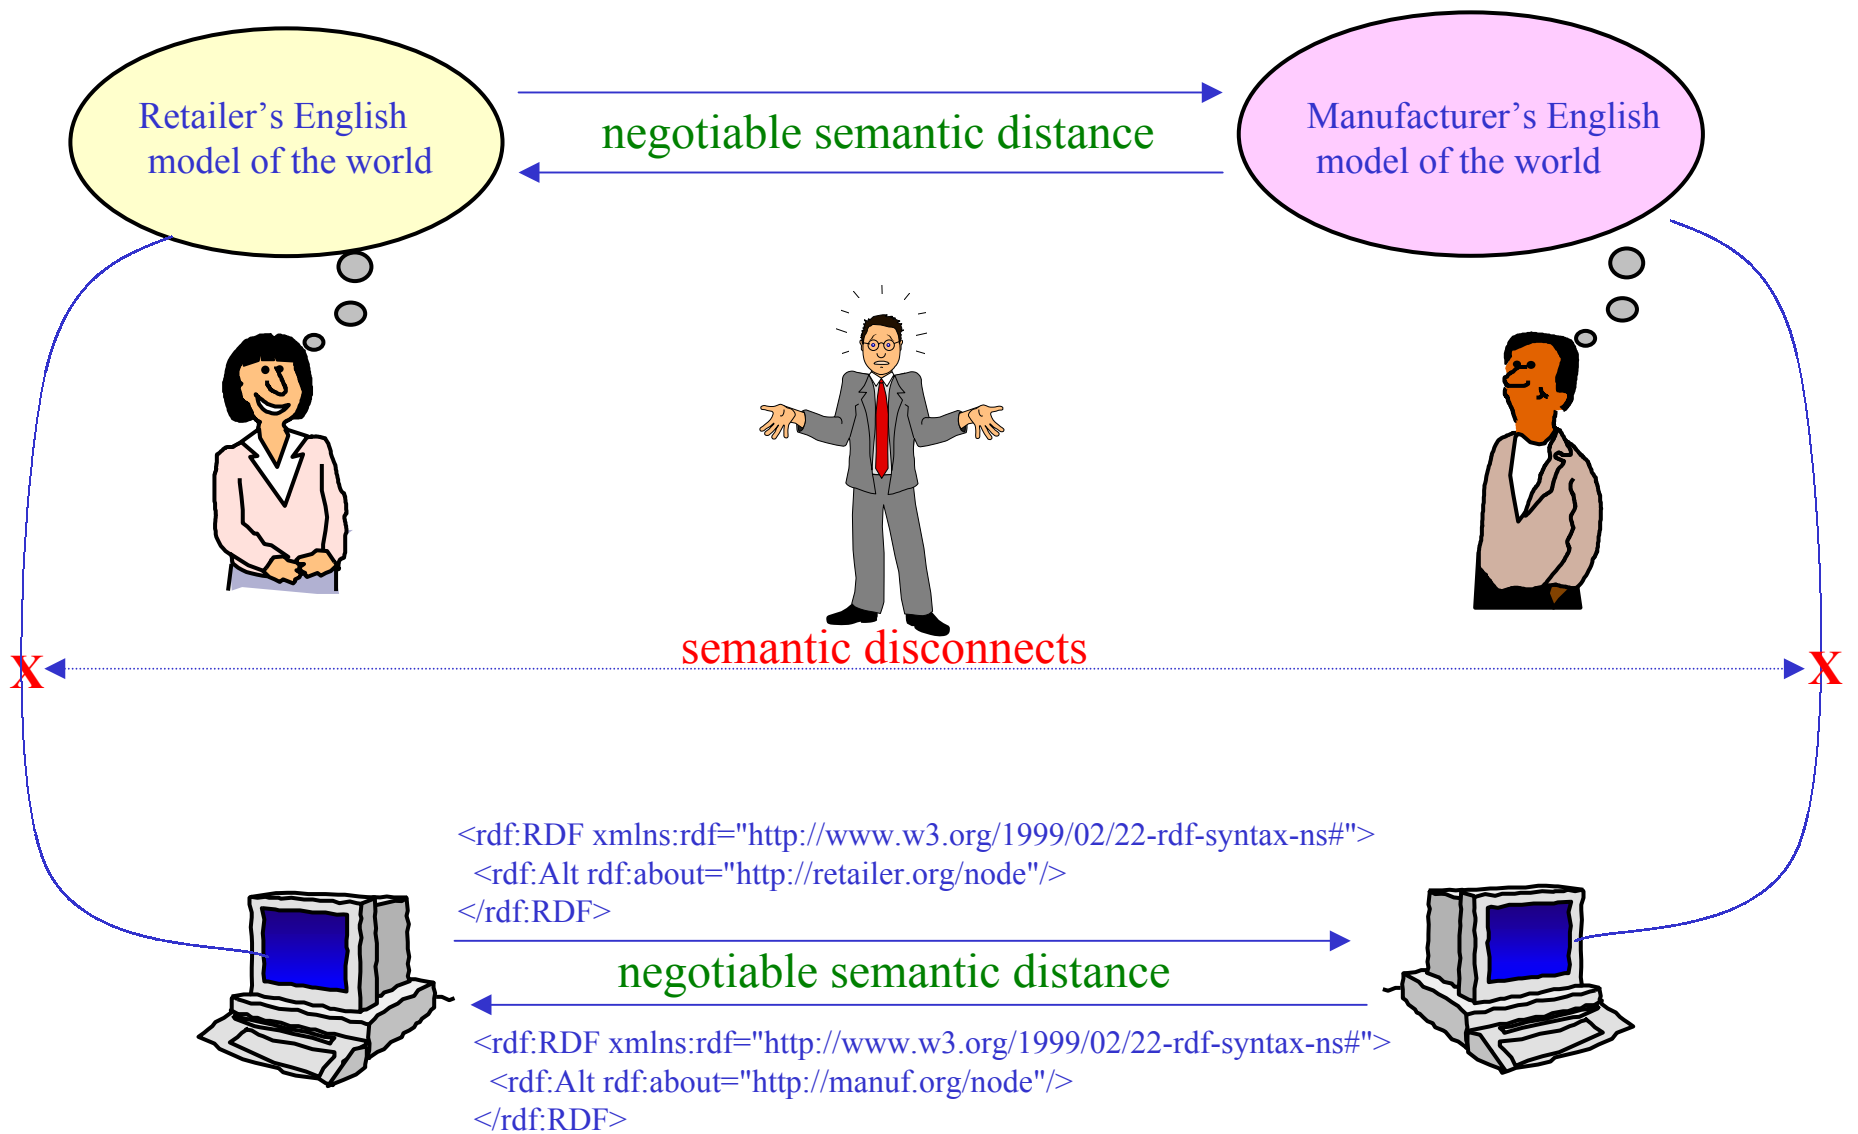 Retailer’s English
model of the world
negotiable semantic distance
Manufacturer’s English
model of the world
semantic disconnects
X
X
<rdf:RDF xmlns:rdf="http://www.w3.org/1999/02/22-rdf-syntax-ns#">
<rdf:Alt rdf:about="http://retailer.org/node"/>
</rdf:RDF>
negotiable semantic distance
<rdf:RDF xmlns:rdf="http://www.w3.org/1999/02/22-rdf-syntax-ns#">
<rdf:Alt rdf:about="http://manuf.org/node"/>
</rdf:RDF>